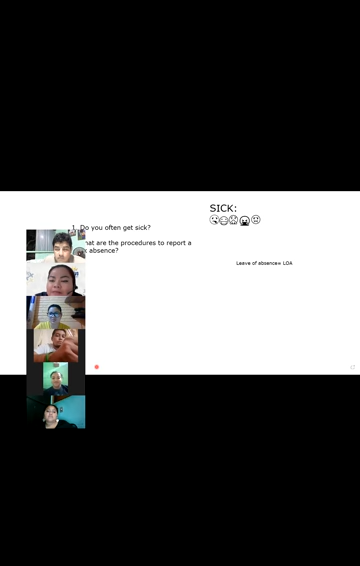 SICK:
1. Do you often get sick?
hat are the procedures to report a
k absence?
Leave of absence= LOA